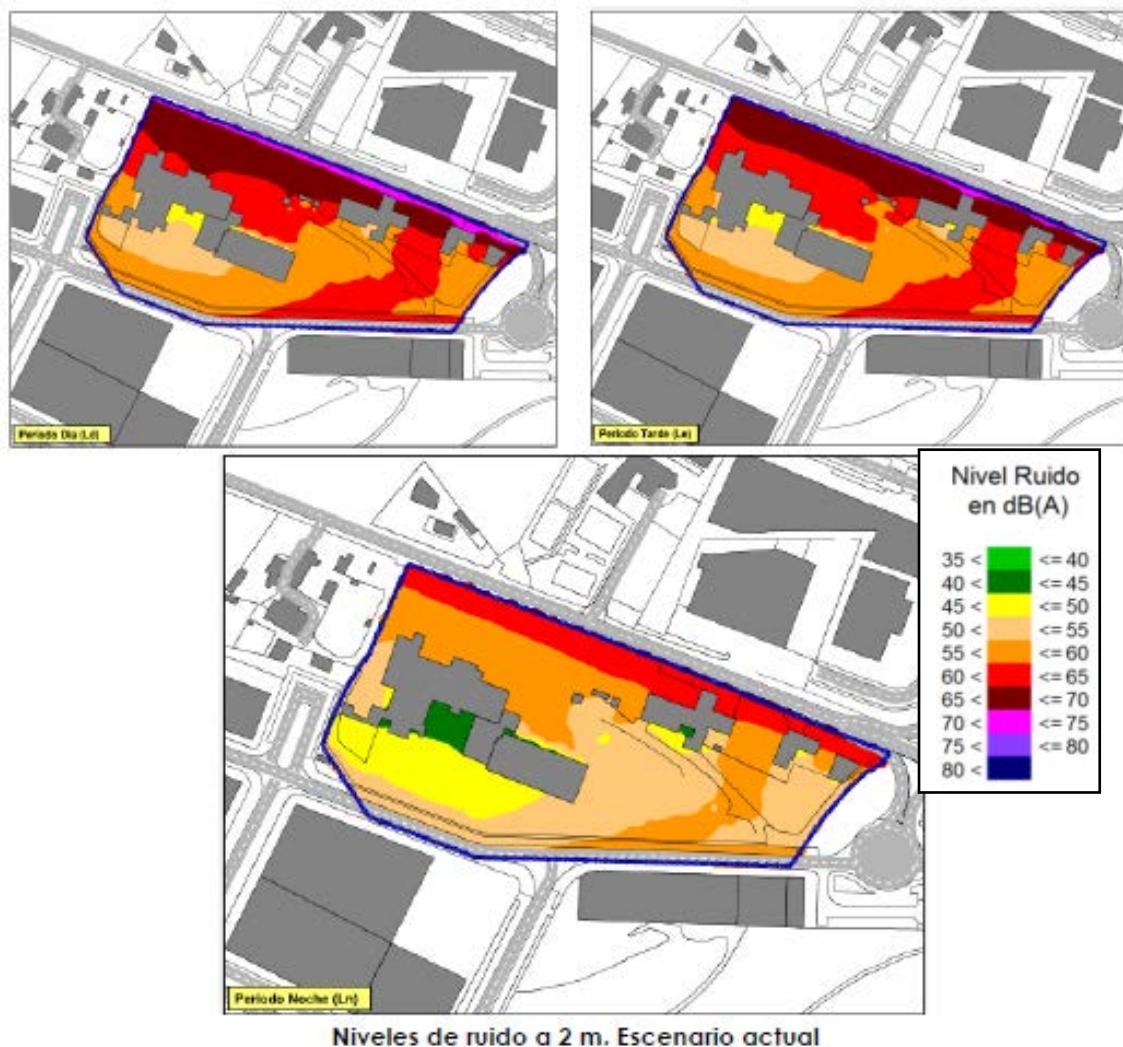 Periodo Día (Ld)
Periodo Tarde (Le)
Nivel Ruido
en dB(A)
35 < <= 40
40 < <= 45
45 < <= 50
50 < <= 55
55 < <= 60
60 < <= 65
65 < <= 70
70 < <= 75
75 < <= 80
80 <
Periodo Noche (Ln)
Niveles de ruido a 2 m. Escenario actual